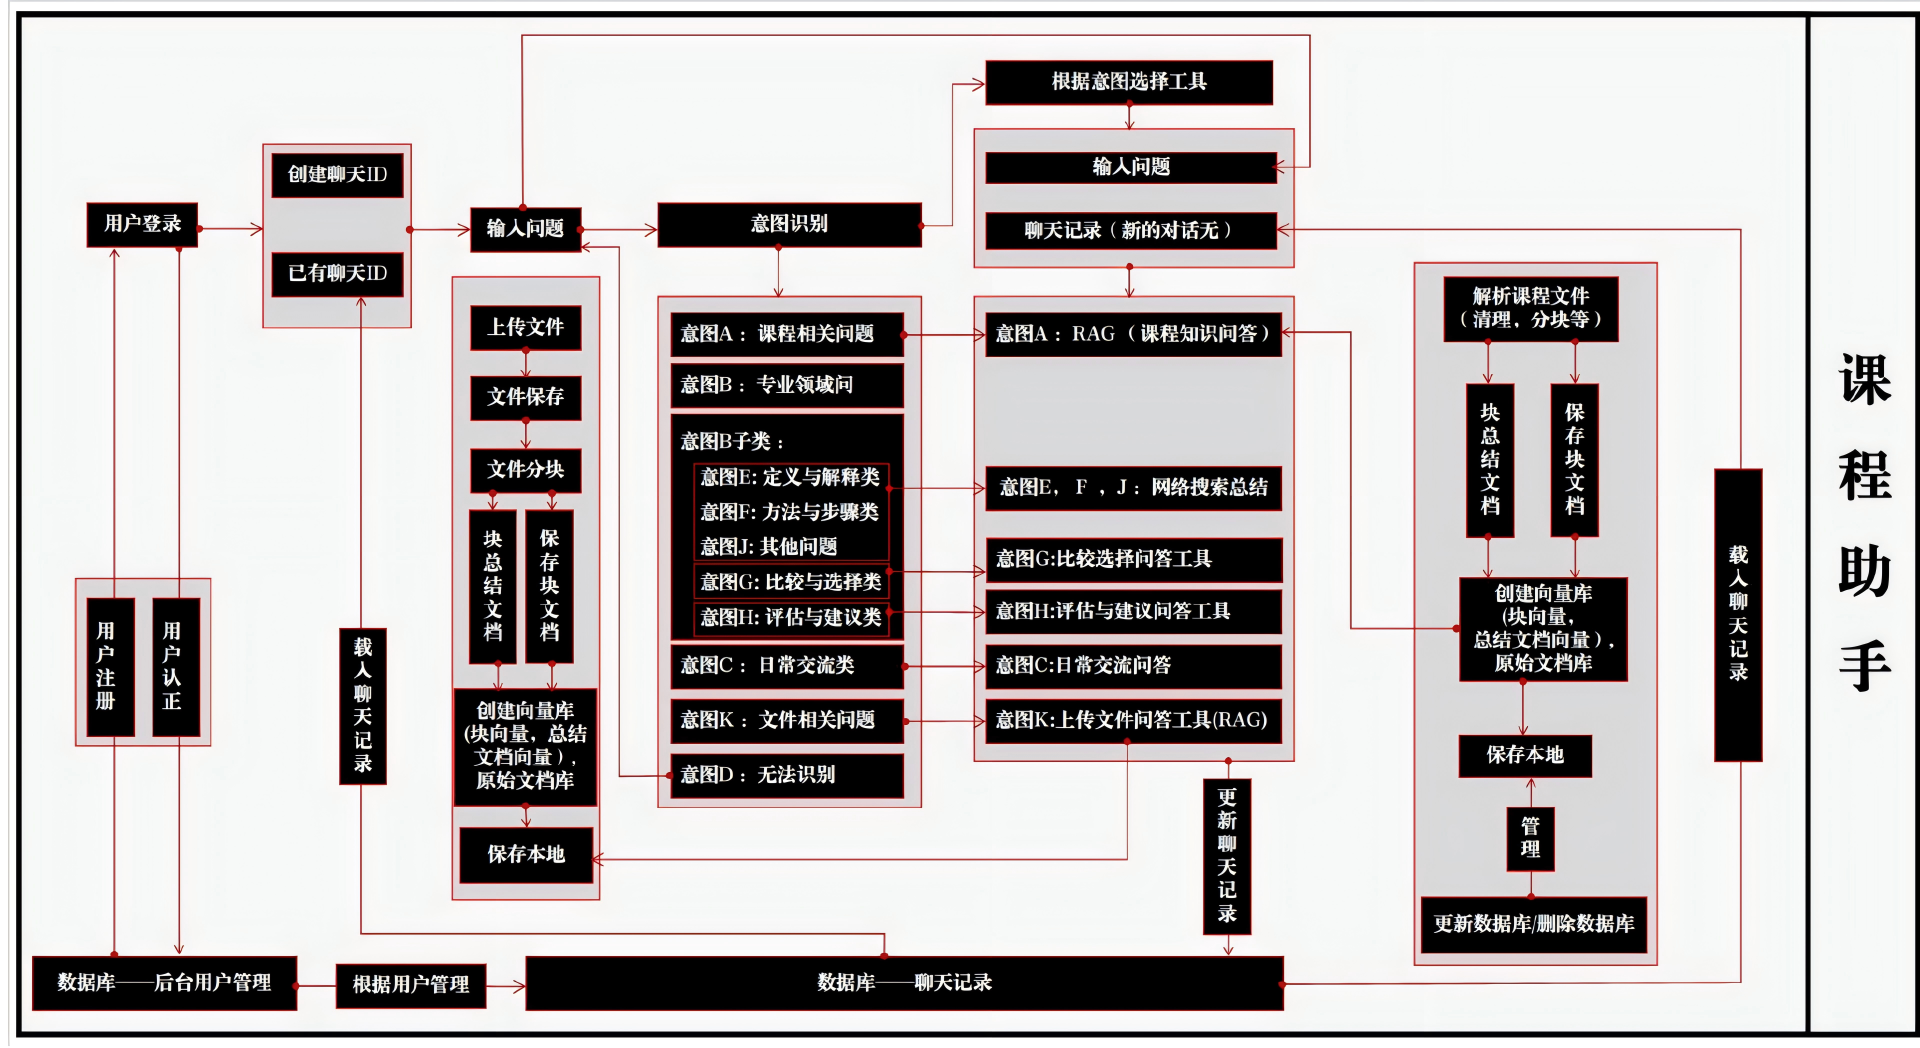 课程助手
用户登录
创建聊天ID
已有聊天ID
输入问题
意图识别
根据意图选择工具
输入问题
聊天记录（新的对话无）
用户注册
用户认正
载入聊天记录
上传文件
文件保存
文件分块
块总结文档
保存块文档
创建向量库
(块向量，总结
文档向量），
原始文档库
保存本地
意图A：课程相关问题
意图B：专业领域问
意图B子类：
意图E: 定义与解释类
意图F: 方法与步骤类
意图J: 其他问题
意图G: 比较与选择类
意图H: 评估与建议类
意图C：日常交流类
意图K：文件相关问题
意图D：无法识别
意图A：RAG（课程知识问答）
意图E，F ，J：网络搜索总结
意图G:比较选择问答工具
意图H:评估与建议问答工具
意图C:日常交流问答
意图K:上传文件问答工具(RAG)
更新聊天记录
解析课程文件
（清理，分块等）
块总结文档
保存块文档
创建向量库
(块向量，
总结文档向量），
原始文档库
保存本地
管理
更新数据库/删除数据库
载入聊天记录
数据库——后台用户管理
根据用户管理
数据库——聊天记录